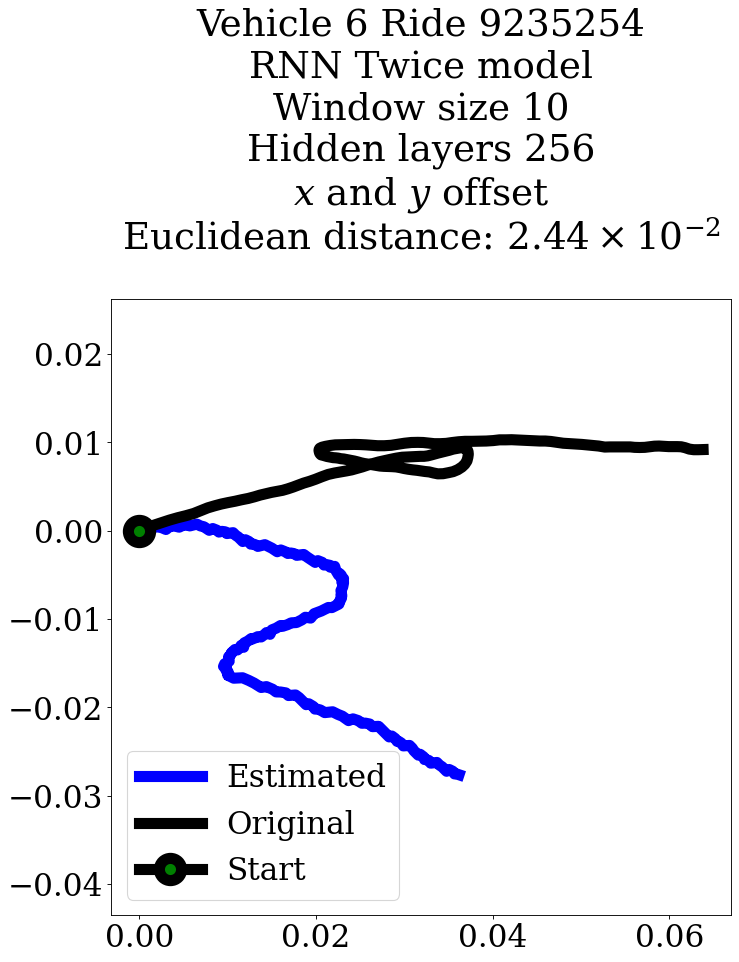 Vehicle 6 Ride 9235254
RNN Twice model
Window size 10
Hidden layers 256
x and y offset
Euclidean distance: 2.44 × 10⁻²
0.02
0.01
0.00
−0.01
−0.02
−0.03
−0.04
Estimated
Original
Start
0.00 0.02 0.04 0.06